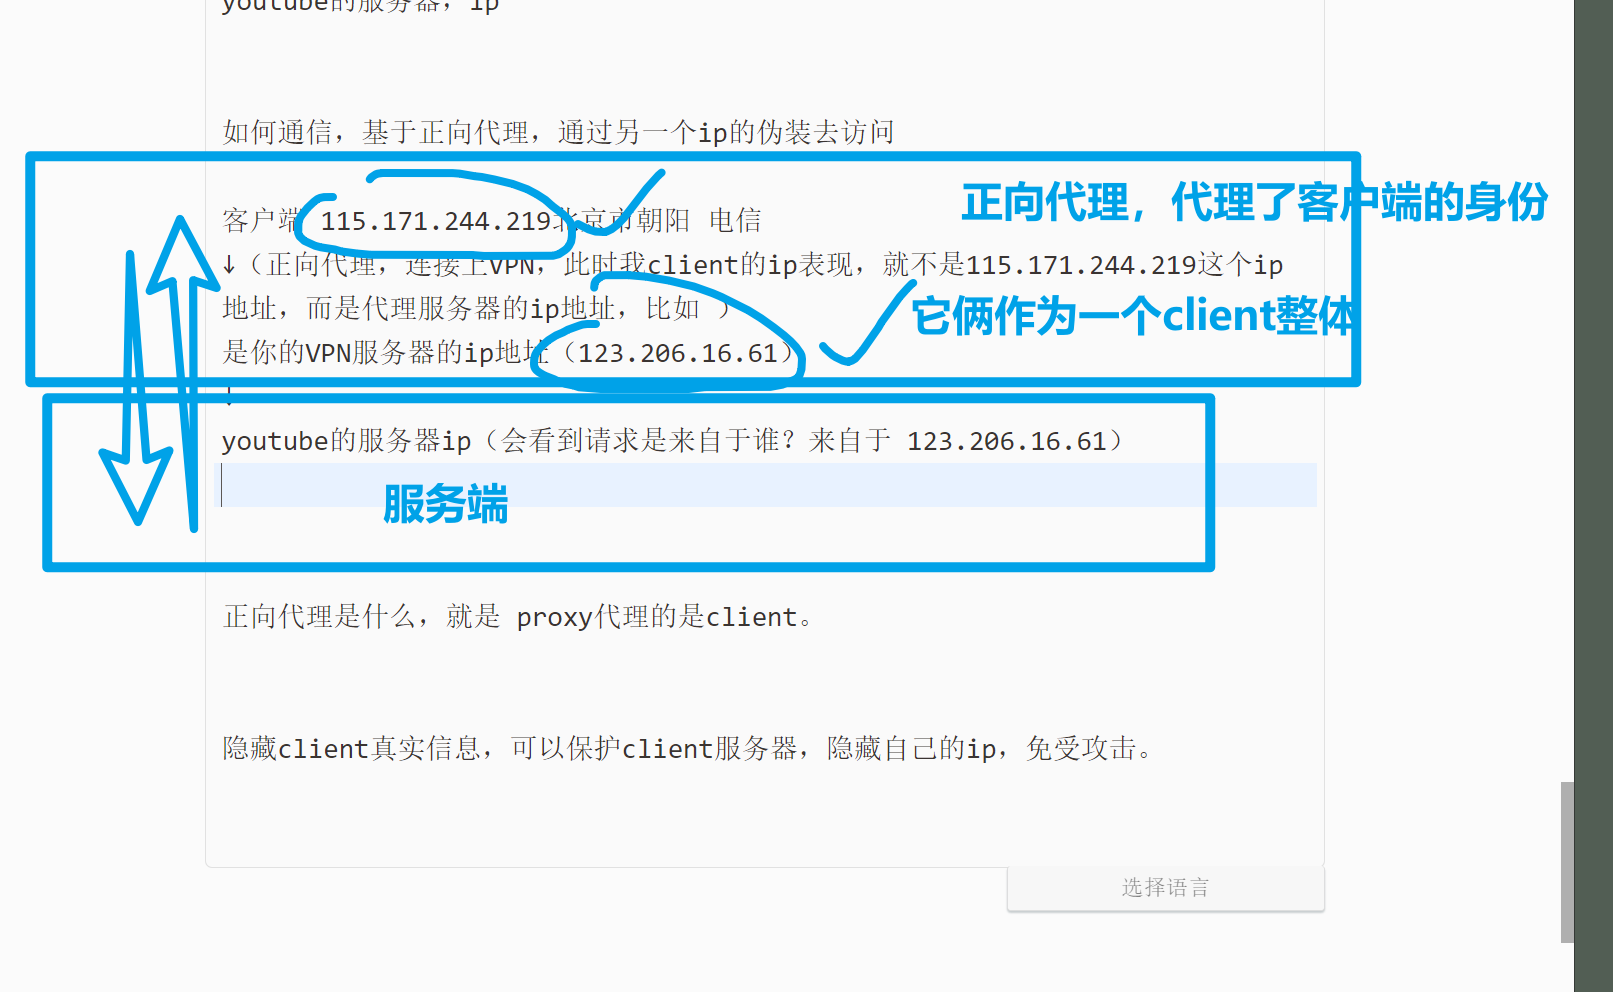 youtube的服务器，ip
如何通信，基于正向代理，通过另一个ip的伪装去访问
正向代理，代理了客户端的身份
客户端 115.171.244.219北京市朝阳 电信
↓（正向代理，连接上VPN，此时我client的ip表现，就不是115.171.244.219这个ip
地址，而是代理服务器的ip地址，比如 ）
它俩作为一个client整体
是你的VPN服务器的ip地址（123.206.16.61）
↓
youtube的服务器ip（会看到请求是来自于谁？来自于 123.206.16.61）
服务端
正向代理是什么，就是 proxy代理的是client。
隐藏client真实信息，可以保护client服务器，隐藏自己的ip，免受攻击。
选择语言